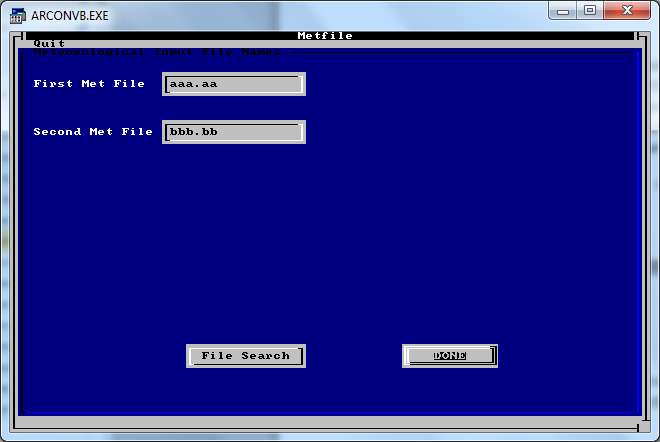 ARCONVB.EXE
Metfile
Quit
Meteorological Input File Names
First Met File aaa.aa
Second Met File bbb.bb
File Search DONE